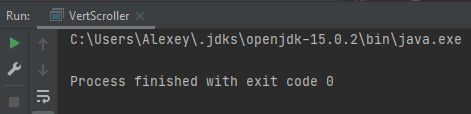 Run: VertScroller ×
C:\Users\Alexey\.jdks\openjdk-15.0.2\bin\java.exe
Process finished with exit code 0